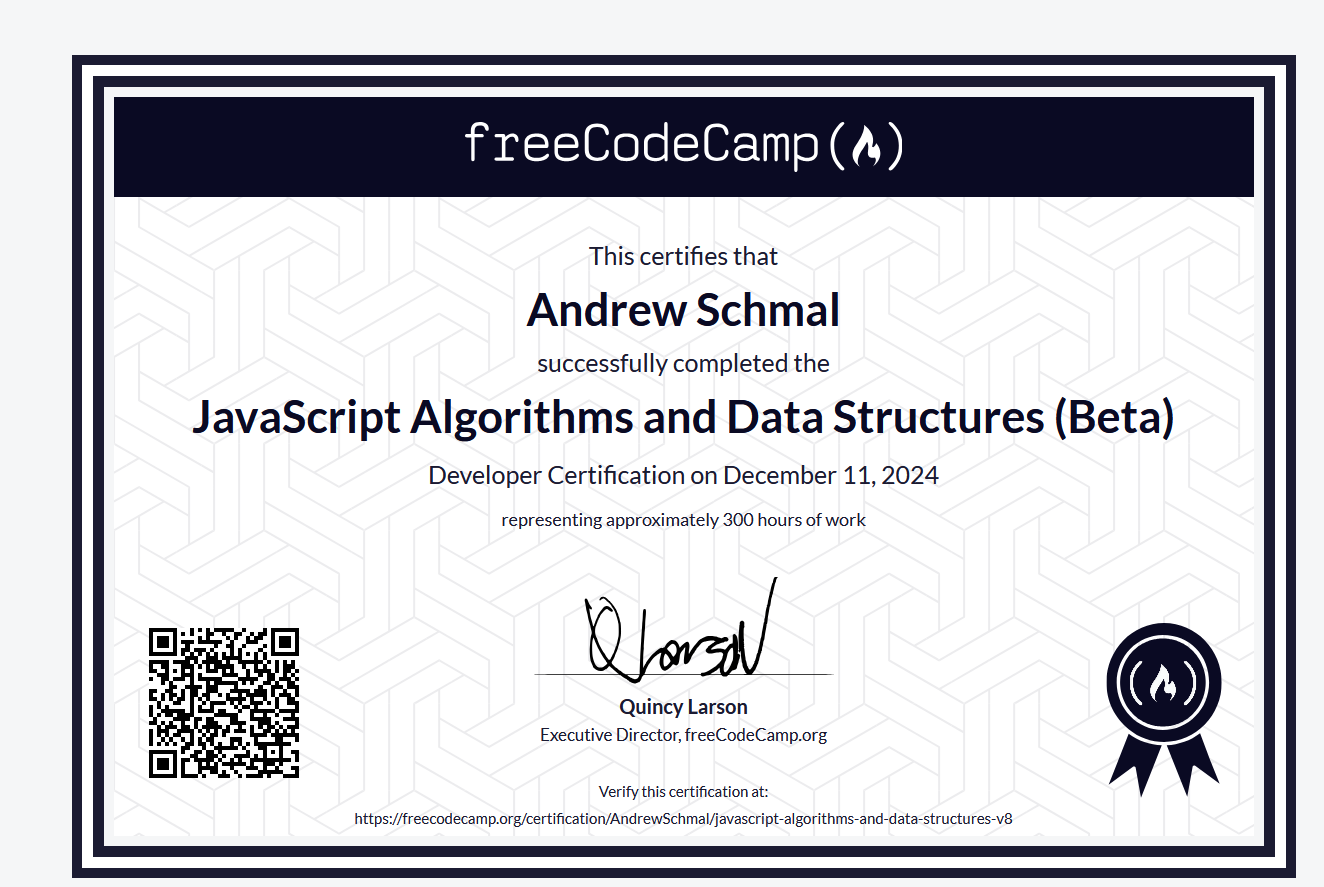 freeCodeCamp
This certifies that
Andrew Schmal
successfully completed the
JavaScript Algorithms and Data Structures (Beta)
Developer Certification on December 11, 2024
representing approximately 300 hours of work
Quincy Larson
Executive Director, freeCodeCamp.org
Verify this certification at:
https://freecodecamp.org/certification/AndrewSchmal/javascript-algorithms-and-data-structures-v8